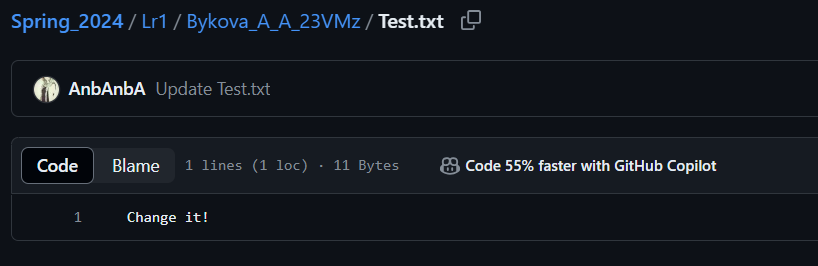 Spring_2024 / Lr1 / Bykova_A_A_23VMz / Test.txt
AnbAnbA Update Test.txt
Code Blame 1 lines (1 loc) · 11 Bytes Code 55% faster with GitHub Copilot
1 Change it!